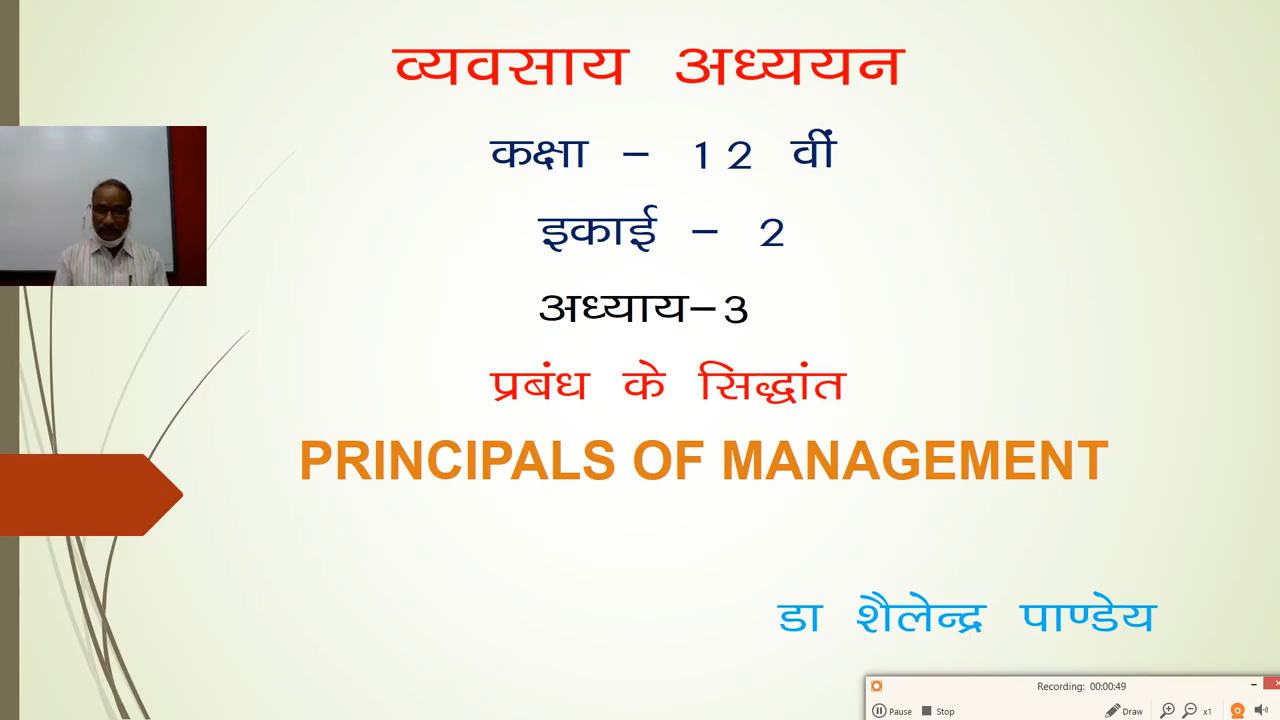 व्यवसाय अध्ययन
कक्षा – 12 वीं
इकाई – 2
अध्याय–3
प्रबंध के सिद्धांत
PRINCIPALS OF MANAGEMENT
डा शैलेन्द्र पाण्डेय
Recording: 00:00:49
Pause Stop Draw x1